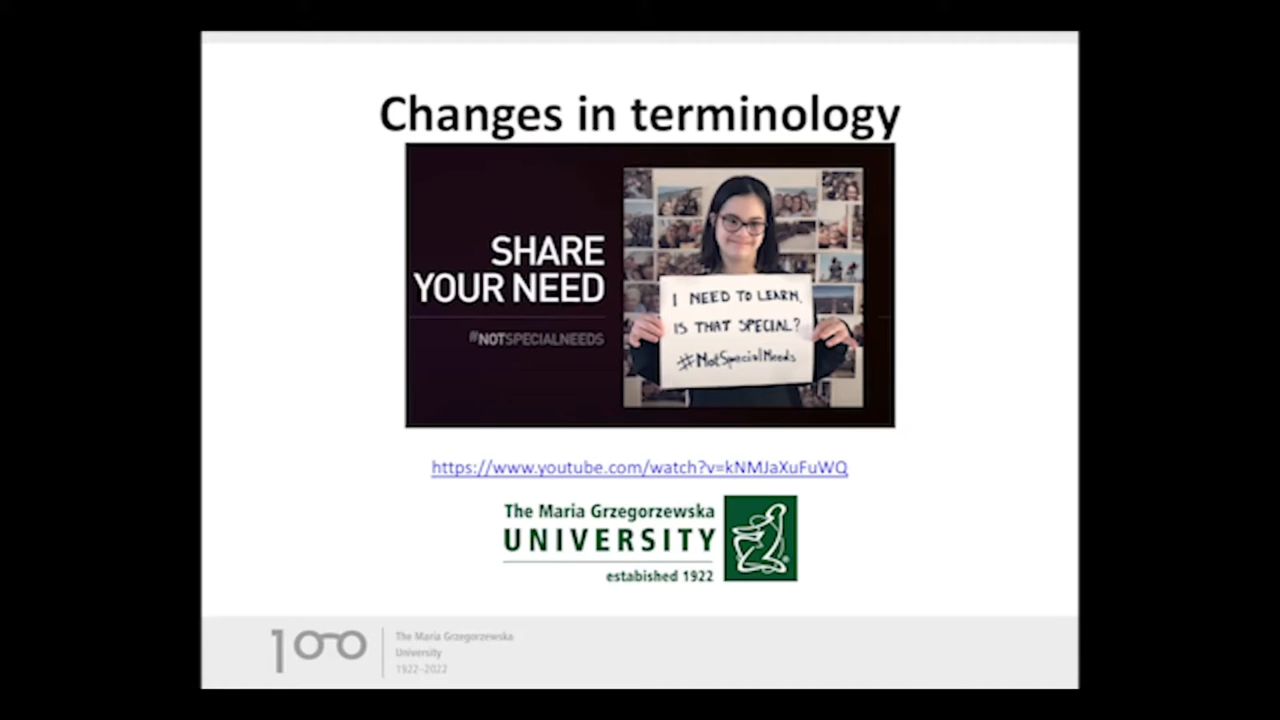 Changes in terminology
SHARE
YOUR NEED
#NOTSPECIALNEEDS
I NEED TO LEARN.
IS THAT SPECIAL?
#NotSpecialNeeds
https://www.youtube.com/watch?v=kNMJaXuFuWQ
The Maria Grzegorzewska
UNIVERSITY
estabished 1922
100
The Maria Grzegorzewska
University
1922–2022